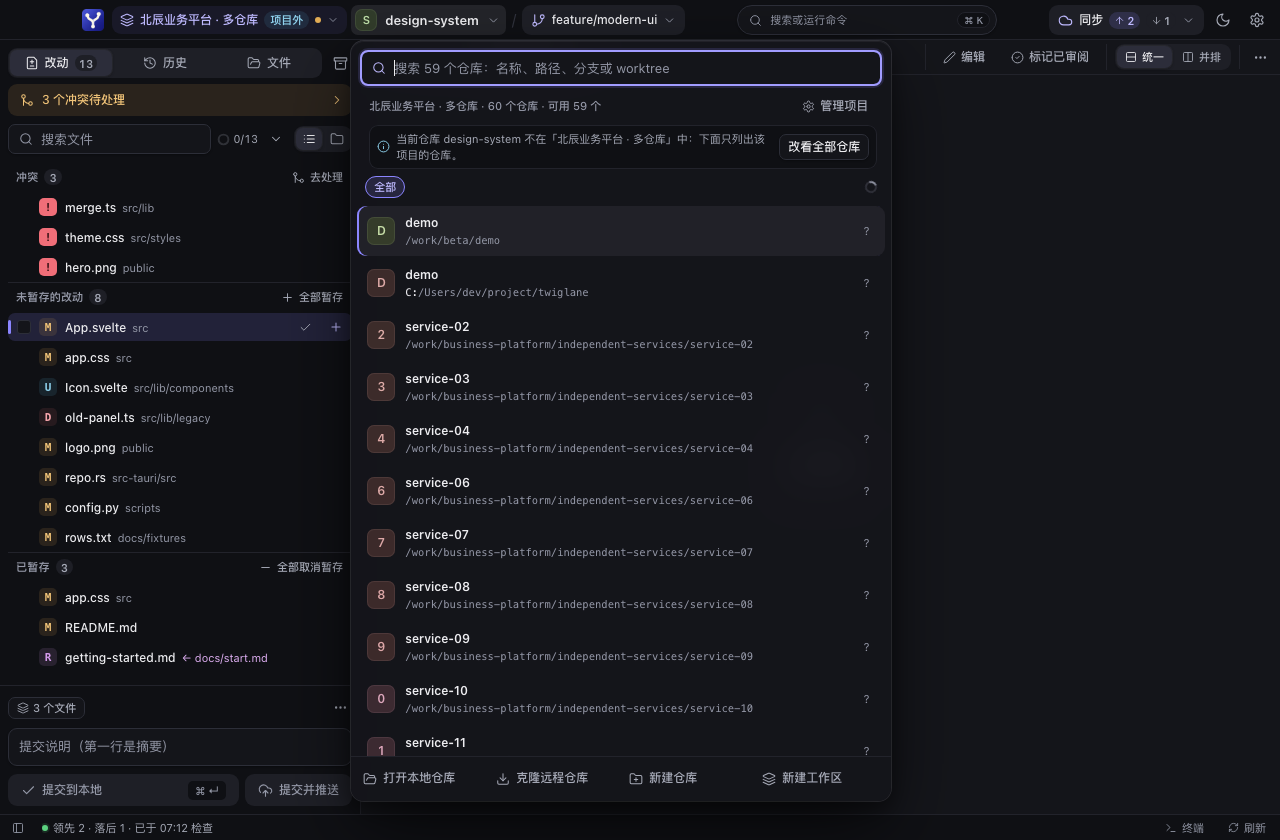 北辰业务平台 · 多仓库 项目外
S design-system / feature/modern-ui
搜索或运行命令 ⌘ K
同步 ↑ 2 ↓ 1
改动 13 历史 文件
编辑 标记已审阅 统一 并排
3 个冲突待处理
搜索文件 0/13
冲突 3 去处理
! merge.ts src/lib
! theme.css src/styles
! hero.png public
未暂存的改动 8 全部暂存
M App.svelte src
M app.css src
U Icon.svelte src/lib/components
D old-panel.ts src/lib/legacy
M logo.png public
M repo.rs src-tauri/src
M config.py scripts
M rows.txt docs/fixtures
已暂存 3 全部取消暂存
M app.css src
M README.md
R getting-started.md ← docs/start.md
3 个文件
提交说明（第一行是摘要）
提交到本地 ⌘ ↵ 提交并推送
搜索 59 个仓库：名称、路径、分支或 worktree
北辰业务平台 · 多仓库 · 60 个仓库 · 可用 59 个 管理项目
当前仓库 design-system 不在「北辰业务平台 · 多仓库」中：下面只列出该
项目的仓库。
改看全部仓库
全部
D demo ?
/work/beta/demo
D demo ?
C:/Users/dev/project/twiglane
2 service-02 ?
/work/business-platform/independent-services/service-02
3 service-03 ?
/work/business-platform/independent-services/service-03
4 service-04 ?
/work/business-platform/independent-services/service-04
6 service-06 ?
/work/business-platform/independent-services/service-06
7 service-07 ?
/work/business-platform/independent-services/service-07
8 service-08 ?
/work/business-platform/independent-services/service-08
9 service-09 ?
/work/business-platform/independent-services/service-09
0 service-10 ?
/work/business-platform/independent-services/service-10
1 service-11 ?
打开本地仓库 克隆远程仓库 新建仓库 新建工作区
领先 2 · 落后 1 · 已于 07:12 检查 终端 刷新